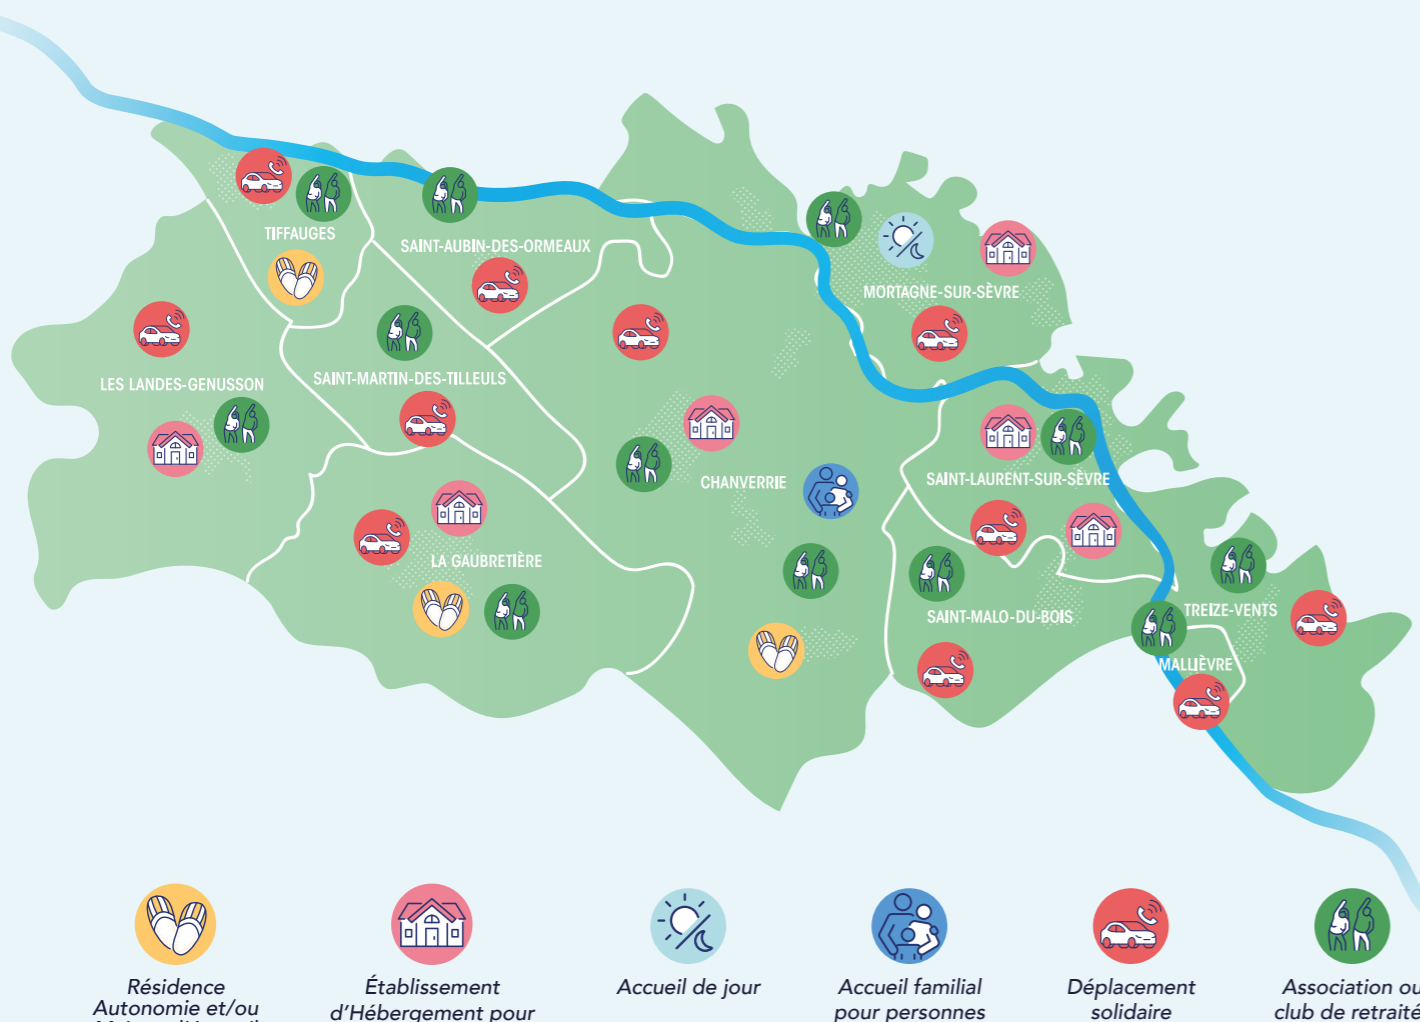 TIFFAUGES
SAINT-AUBIN-DES-ORMEAUX
MORTAGNE-SUR-SÈVRE
LES LANDES-GENUSSON
SAINT-MARTIN-DES-TILLEULS
CHANVERRIE
SAINT-LAURENT-SUR-SÈVRE
LA GAUBRETIÈRE
SAINT-MALO-DU-BOIS
TREIZE-VENTS
MALLIÈVRE
Résidence
Autonomie et/ou
Établissement
d'Hébergement pour
Accueil de jour
Accueil familial
pour personnes
Déplacement
solidaire
Association ou
club de retraité